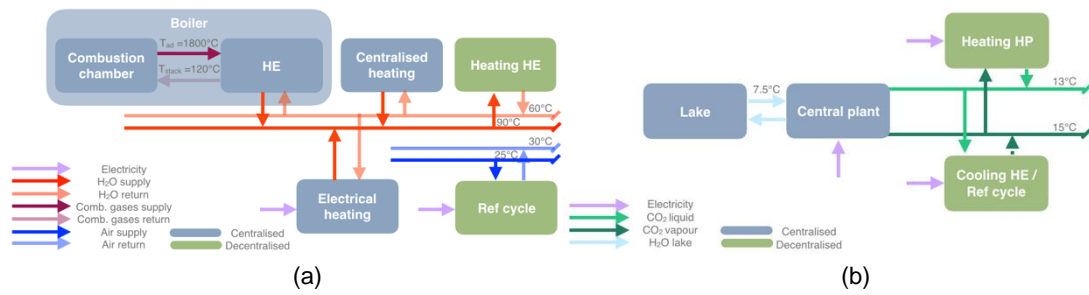 Boiler
Combustion
chamber
T_ad =1800°C
T_stack =120°C
HE
Centralised
heating
Heating HE
60°C
90°C
30°C
25°C
Electrical
heating
Ref cycle
Electricity
H₂O supply
H₂O return
Comb. gases supply
Comb. gases return
Air supply
Air return
Centralised
Decentralised
(a)
Heating HP
Lake
7.5°C
Central plant
13°C
15°C
Cooling HE /
Ref cycle
Electricity
CO₂ liquid
CO₂ vapour
H₂O lake
Centralised
Decentralised
(b)